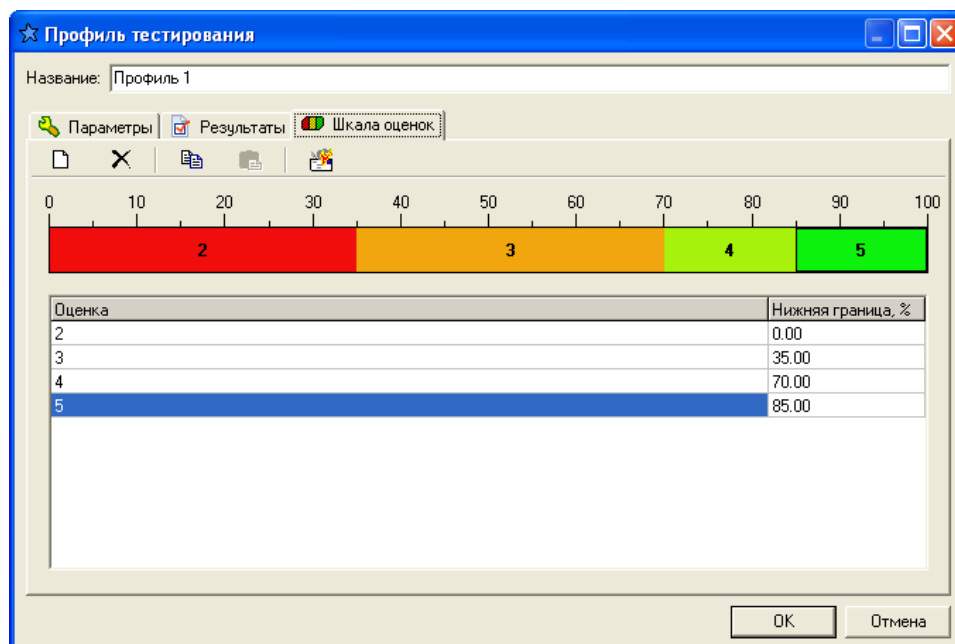 Профиль тестирования
Название: Профиль 1
Параметры Результаты Шкала оценок
0 10 20 30 40 50 60 70 80 90 100
2 3 4 5
Оценка Нижняя граница, %
2 0.00
3 35.00
4 70.00
5 85.00
OK Отмена